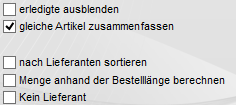 erledigte ausblenden
gleiche Artikel zusammenfassen
nach Lieferanten sortieren
Menge anhand der Bestelllänge berechnen
Kein Lieferant